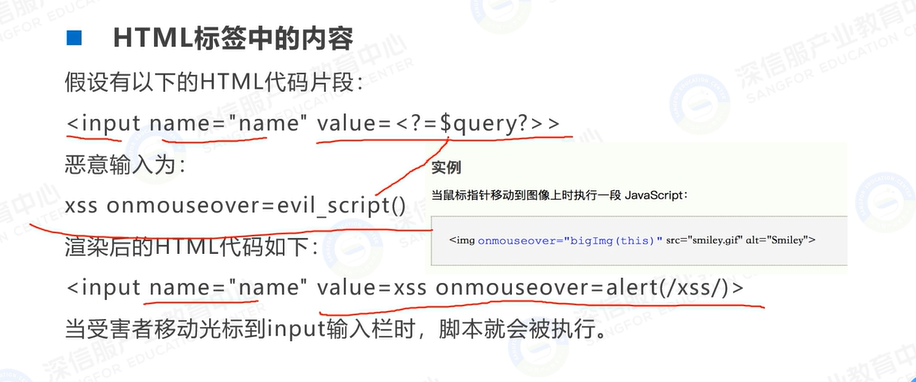 HTML标签中的内容
假设有以下的HTML代码片段：
<input name="name" value=<?=$query?>>
恶意输入为：
xss onmouseover=evil_script()
渲染后的HTML代码如下：
<input name="name" value=xss onmouseover=alert(/xss/)>
当受害者移动光标到input输入栏时，脚本就会被执行。
实例
当鼠标指针移动到图像上时执行一段 JavaScript：
<img onmouseover="bigImg(this)" src="smiley.gif" alt="Smiley">
深信服产业教育中心
SANGFOR EDUCATION CENTER